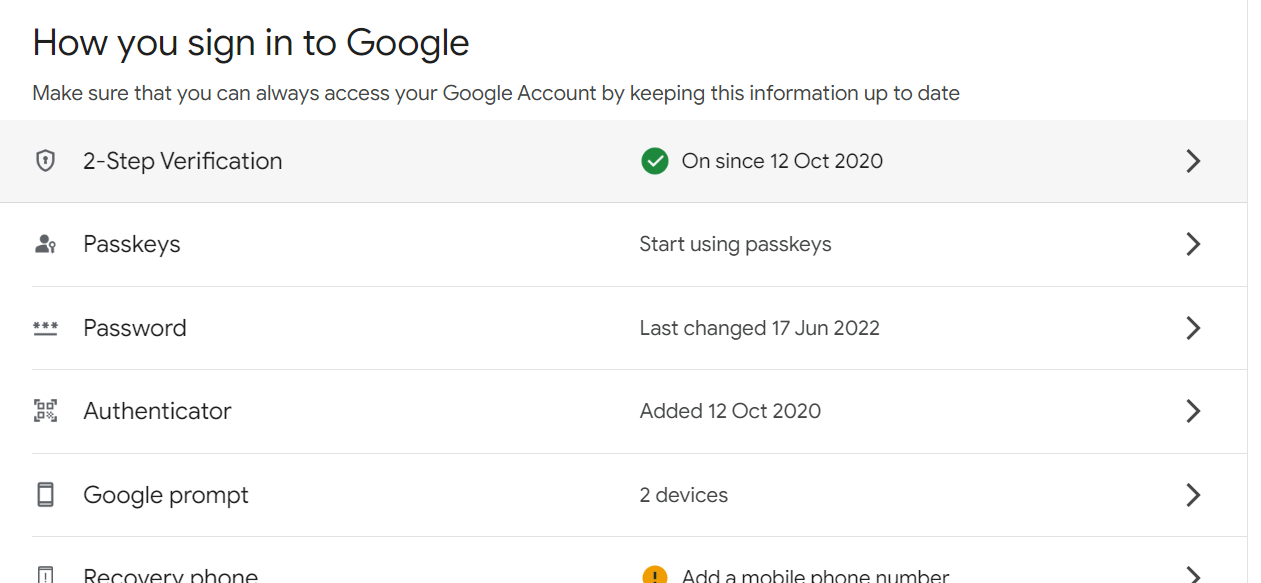 How you sign in to Google
Make sure that you can always access your Google Account by keeping this information up to date
2-Step Verification On since 12 Oct 2020
Passkeys Start using passkeys
Password Last changed 17 Jun 2022
Authenticator Added 12 Oct 2020
Google prompt 2 devices
Recovery phone Add a mobile phone number